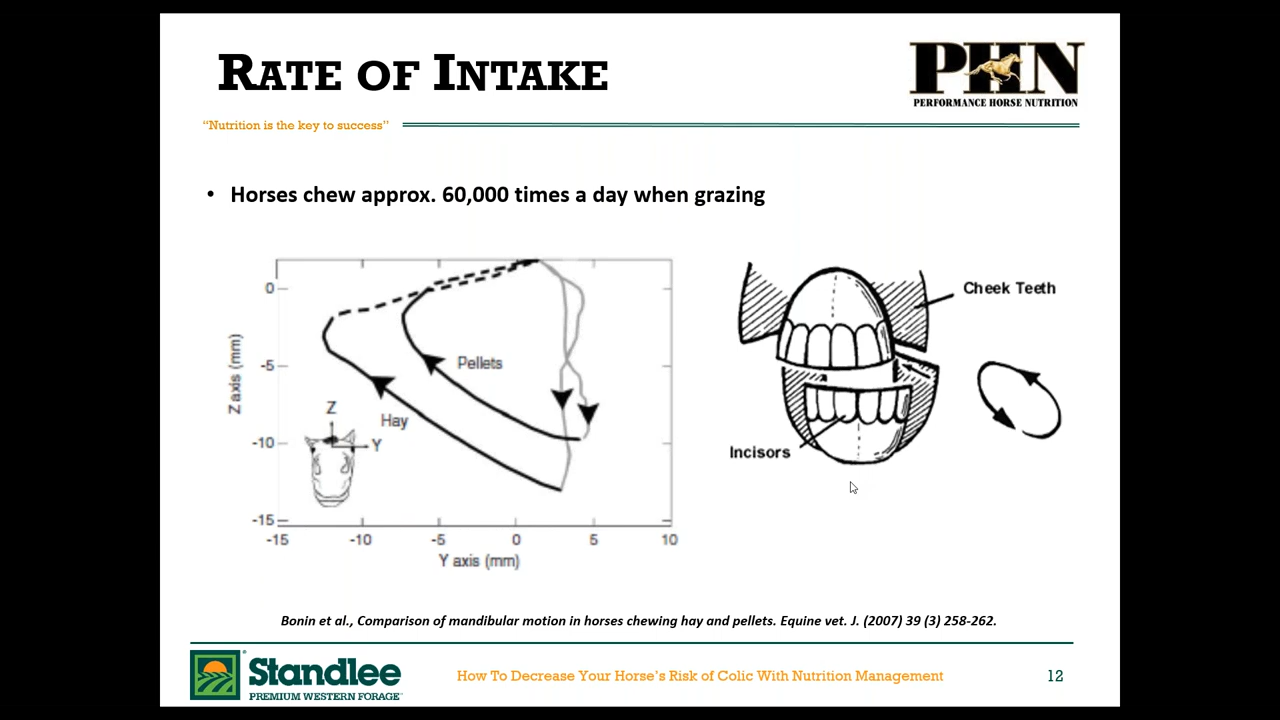 RATE OF INTAKE
PHN
PERFORMANCE HORSE NUTRITION
“Nutrition is the key to success”
• Horses chew approx. 60,000 times a day when grazing
0
-5
-10
-15
Z axis (mm)
Pellets
Hay
Z
Y
-15 -10 -5 0 5 10
Y axis (mm)
Cheek Teeth
Incisors
Bonin et al., Comparison of mandibular motion in horses chewing hay and pellets. Equine vet. J. (2007) 39 (3) 258-262.
Standlee
PREMIUM WESTERN FORAGE
How To Decrease Your Horse’s Risk of Colic With Nutrition Management
12